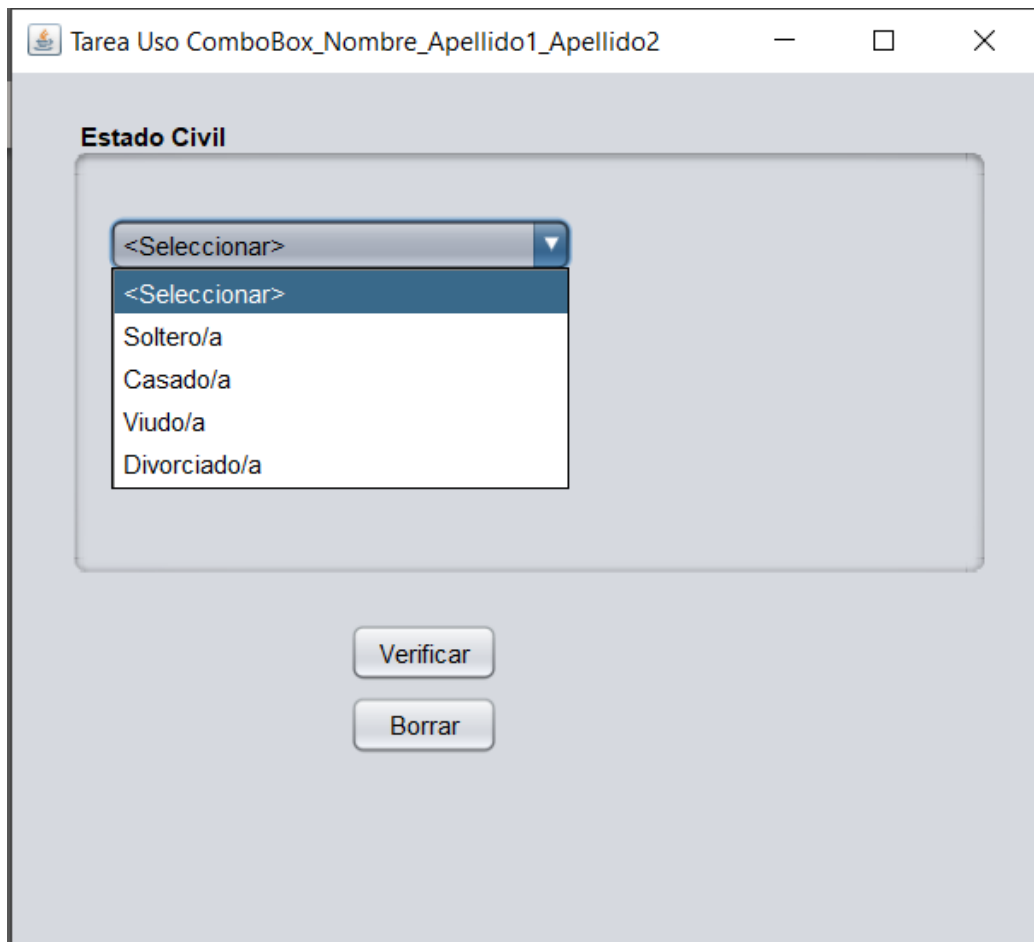 Tarea Uso ComboBox_Nombre_Apellido1_Apellido2
Estado Civil
<Seleccionar>
<Seleccionar>
Soltero/a
Casado/a
Viudo/a
Divorciado/a
Verificar
Borrar